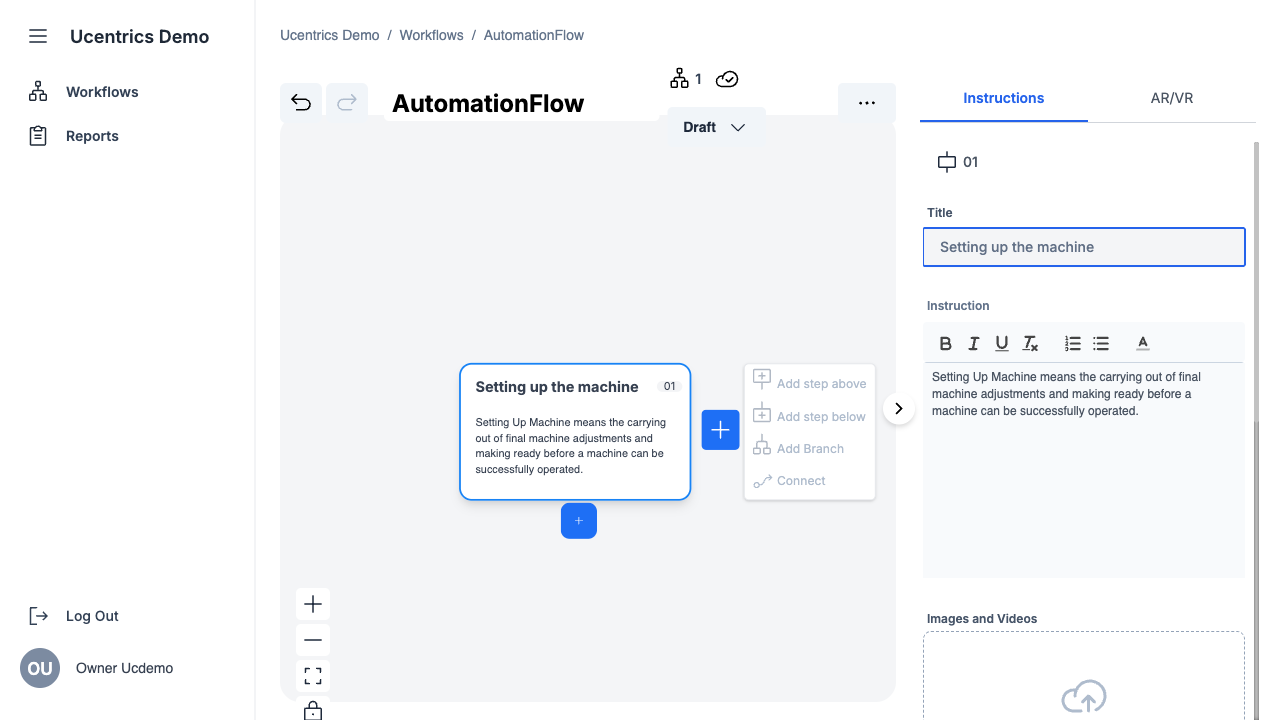 Ucentrics Demo
Workflows
Reports
Log Out
OU
Owner Ucdemo
Ucentrics Demo / Workflows / AutomationFlow
AutomationFlow
1
Draft
Setting up the machine
01
Setting Up Machine means the carrying
out of final machine adjustments and
making ready before a machine can be
successfully operated.
Add step above
Add step below
Add Branch
Connect
Instructions
AR/VR
01
Title
Setting up the machine
Instruction
Setting Up Machine means the carrying out of final
machine adjustments and making ready before a
machine can be successfully operated.
Images and Videos